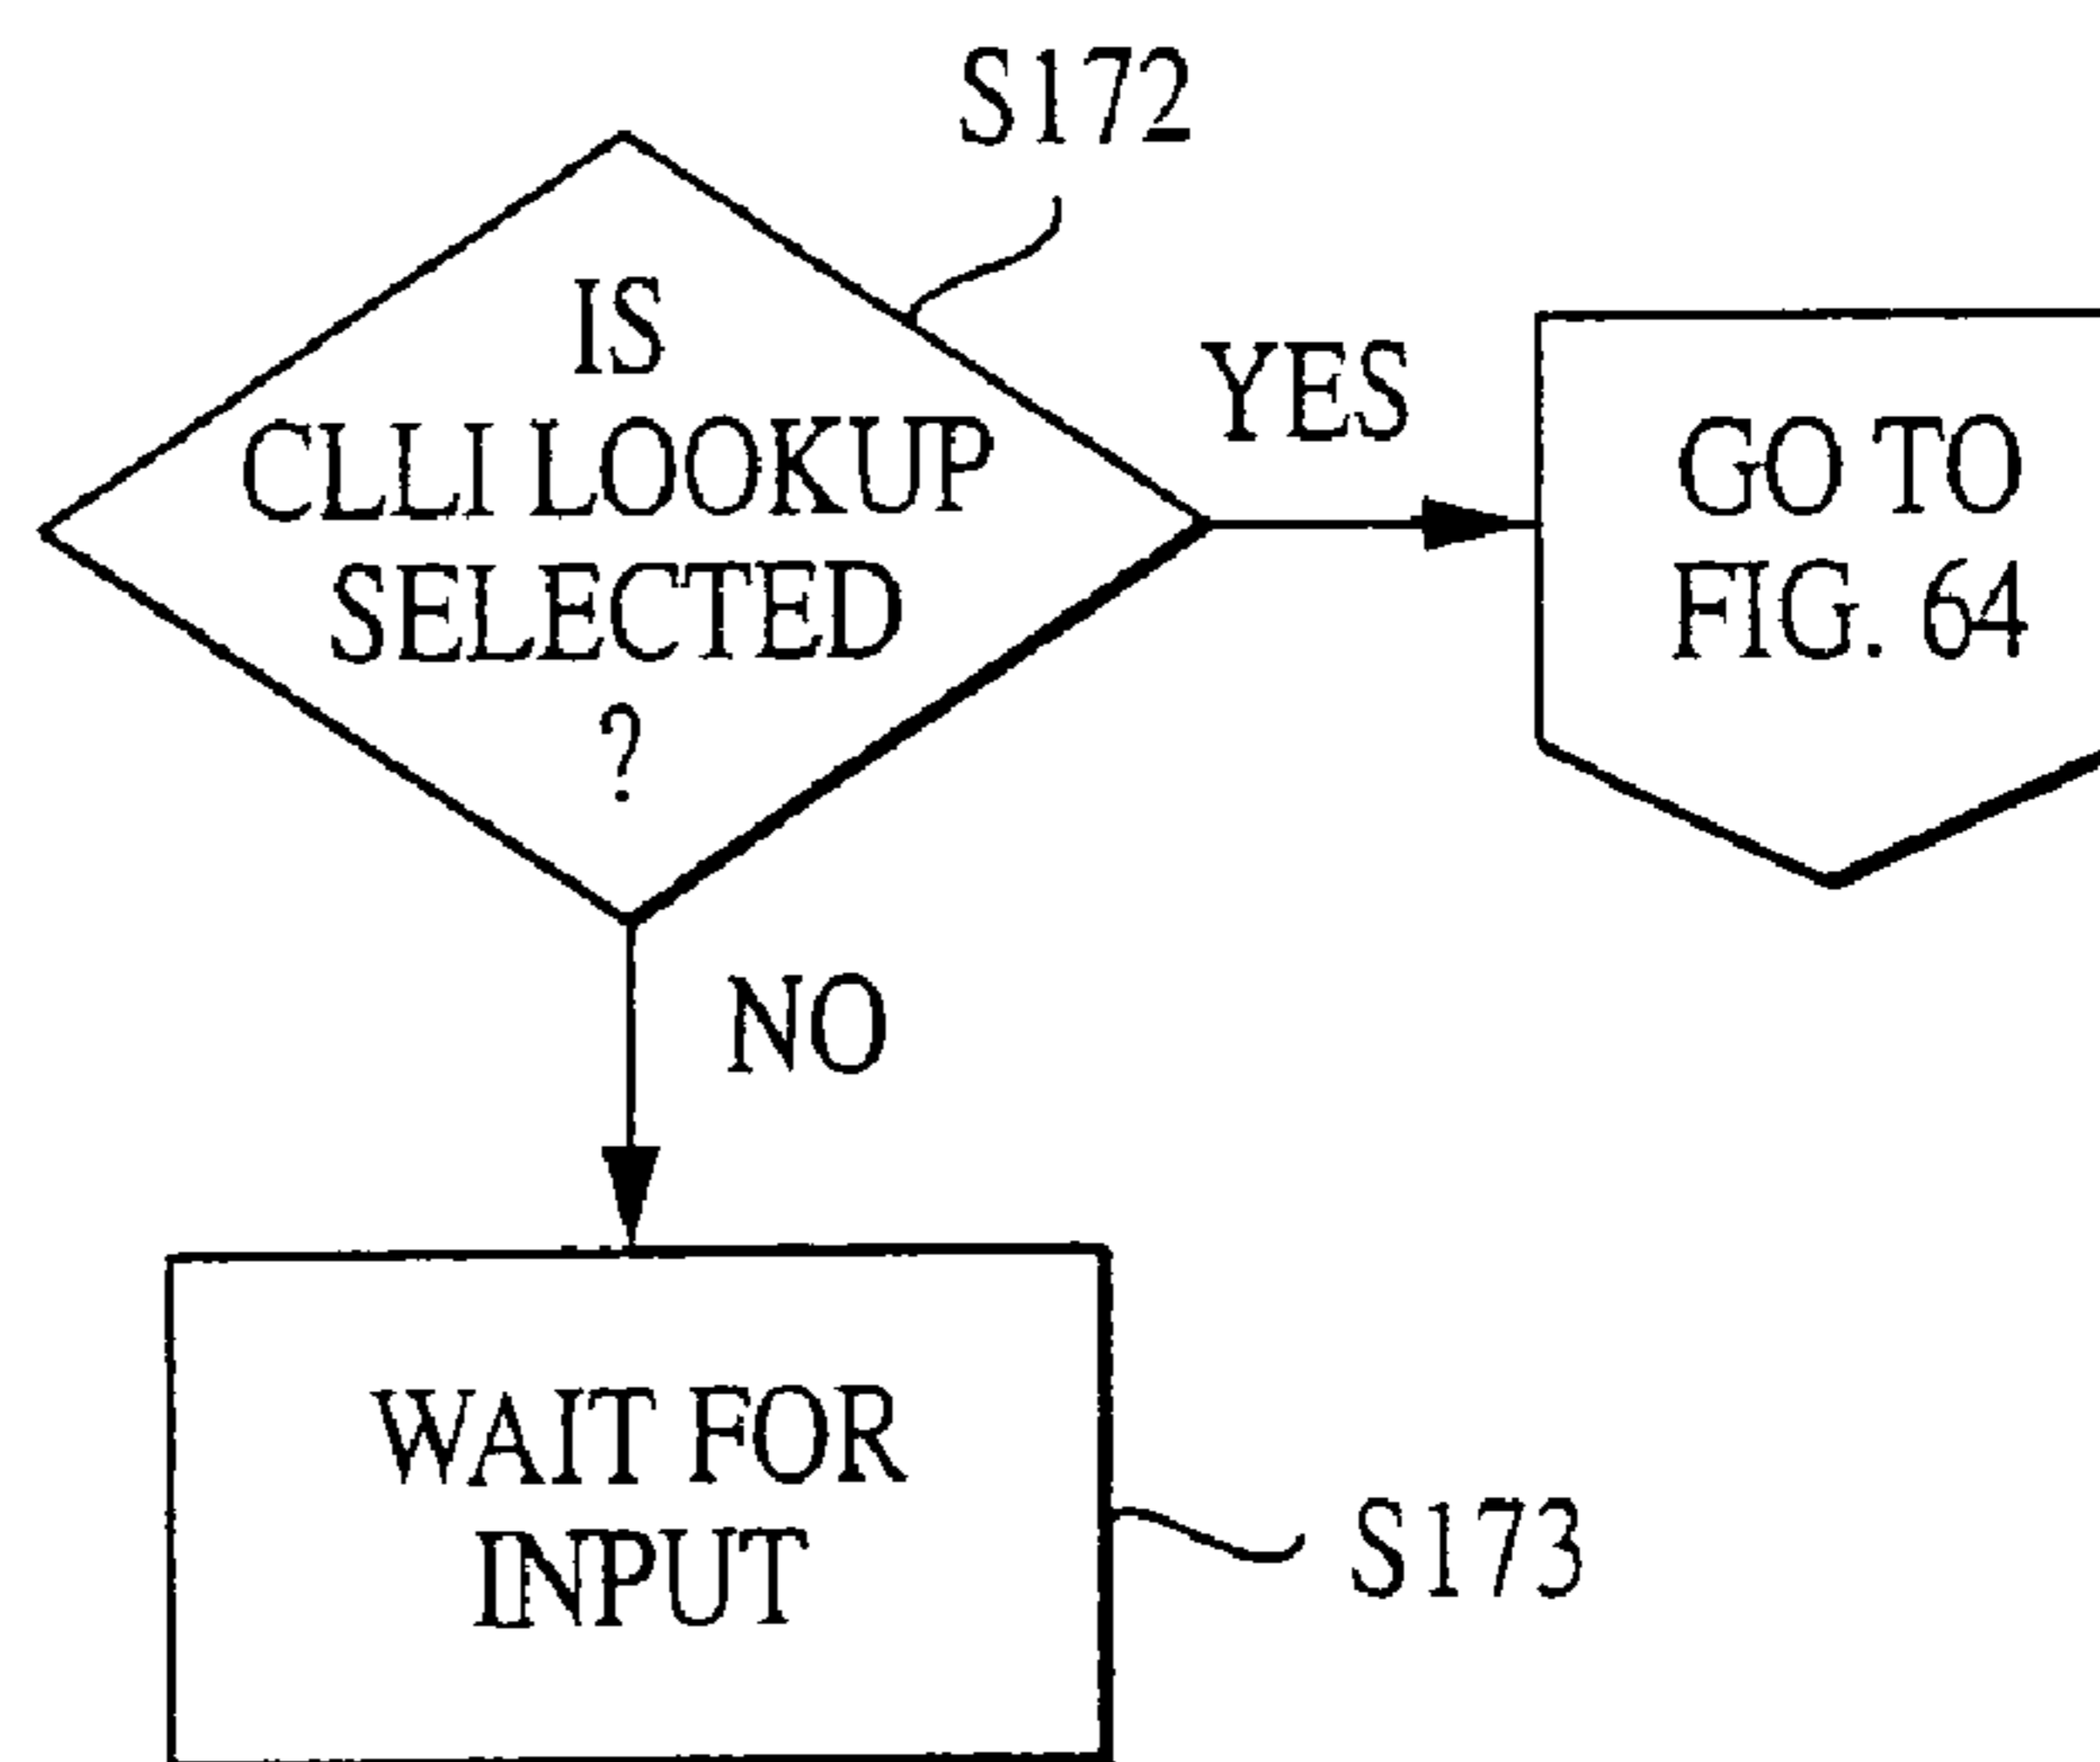 S172
IS
CLLI LOOKUP
SELECTED
?
YES
GO TO
FIG. 64
NO
WAIT FOR
INPUT
S173